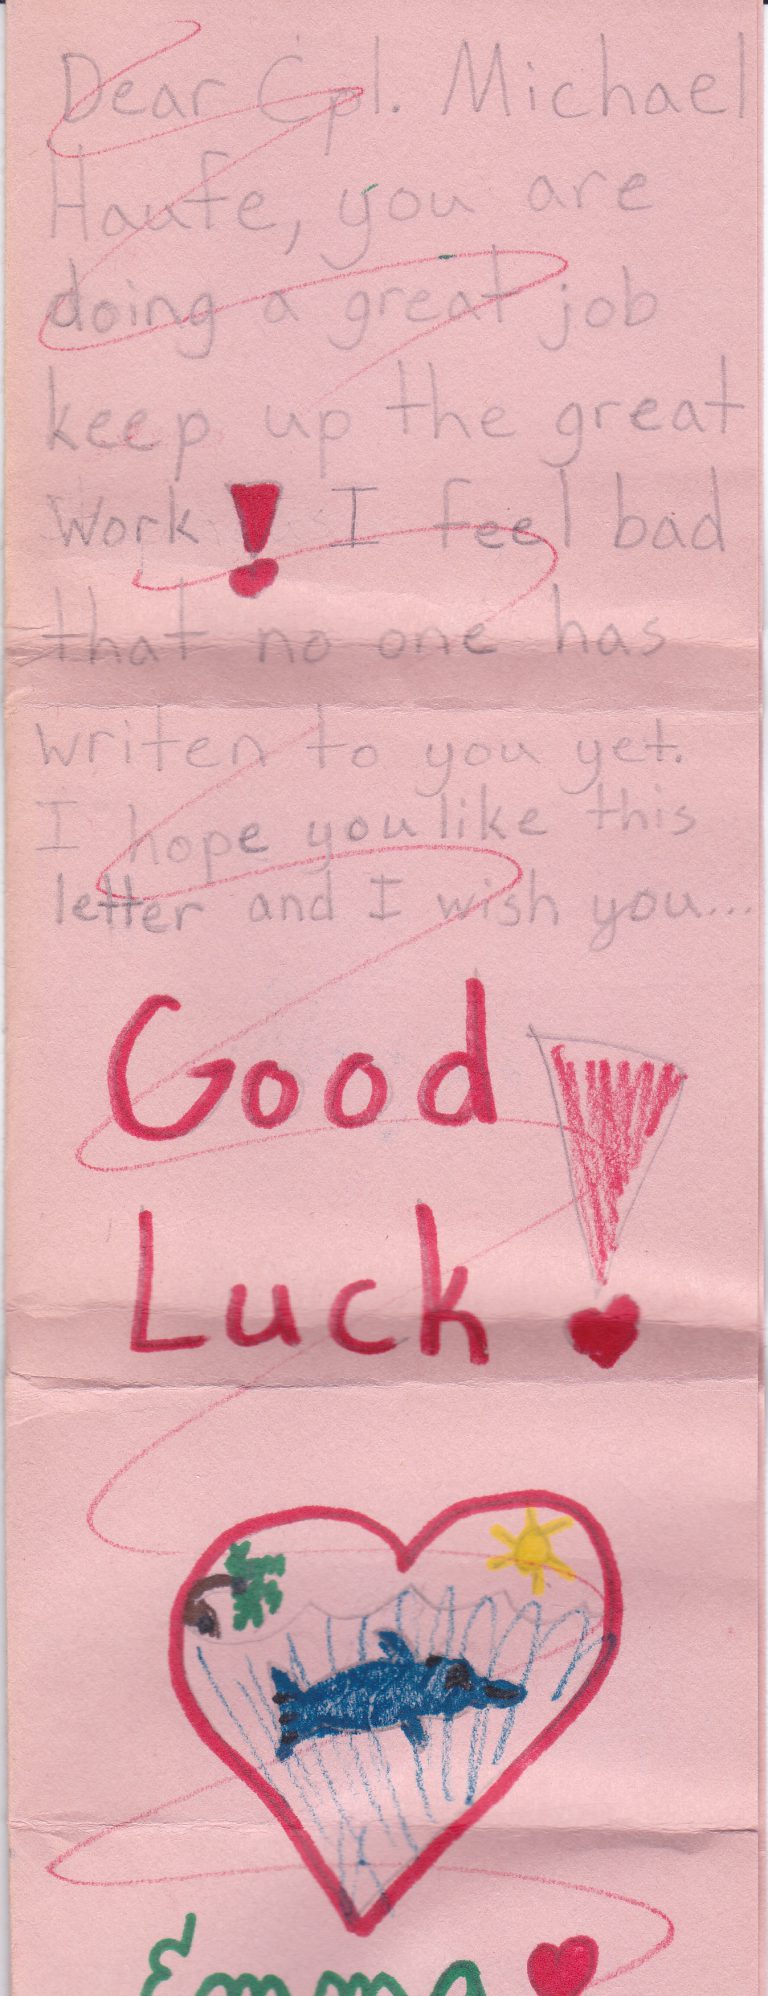 Dear Cpl. Michael
Haufe, you are
doing a great job
keep up the great
work! I feel bad
that no one has
writen to you yet.
I hope you like this
letter and I wish you...
Good
Luck!
Emma